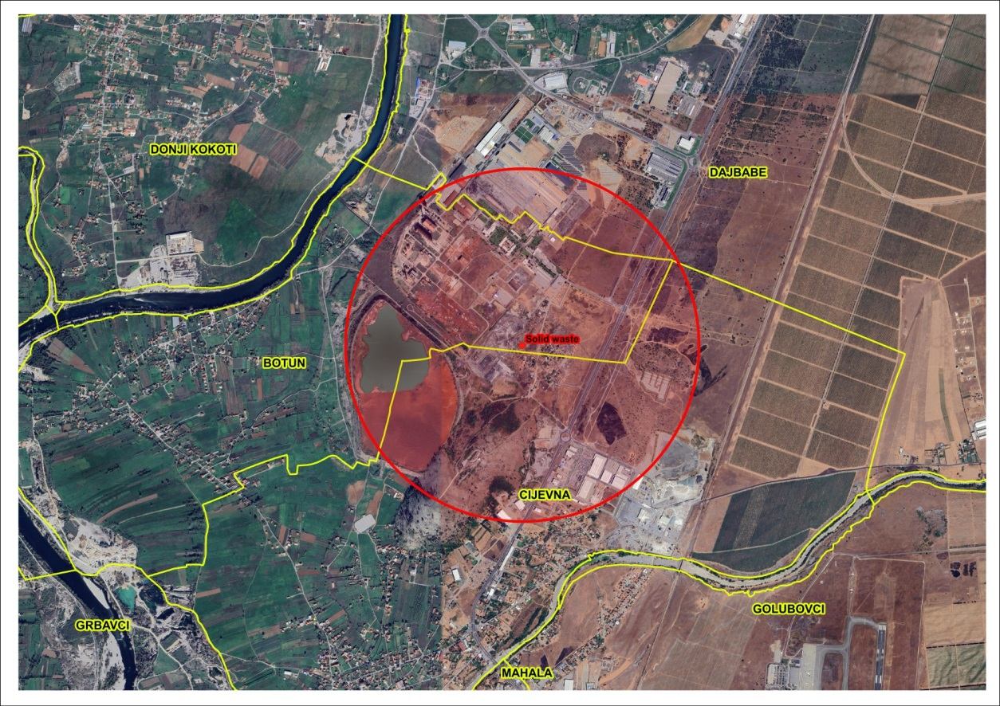 DONJI KOKOTI
DAJBABE
Solid waste
BOTUN
CIJEVNA
GOLUBOVCI
GRBAVCI
MAHALA